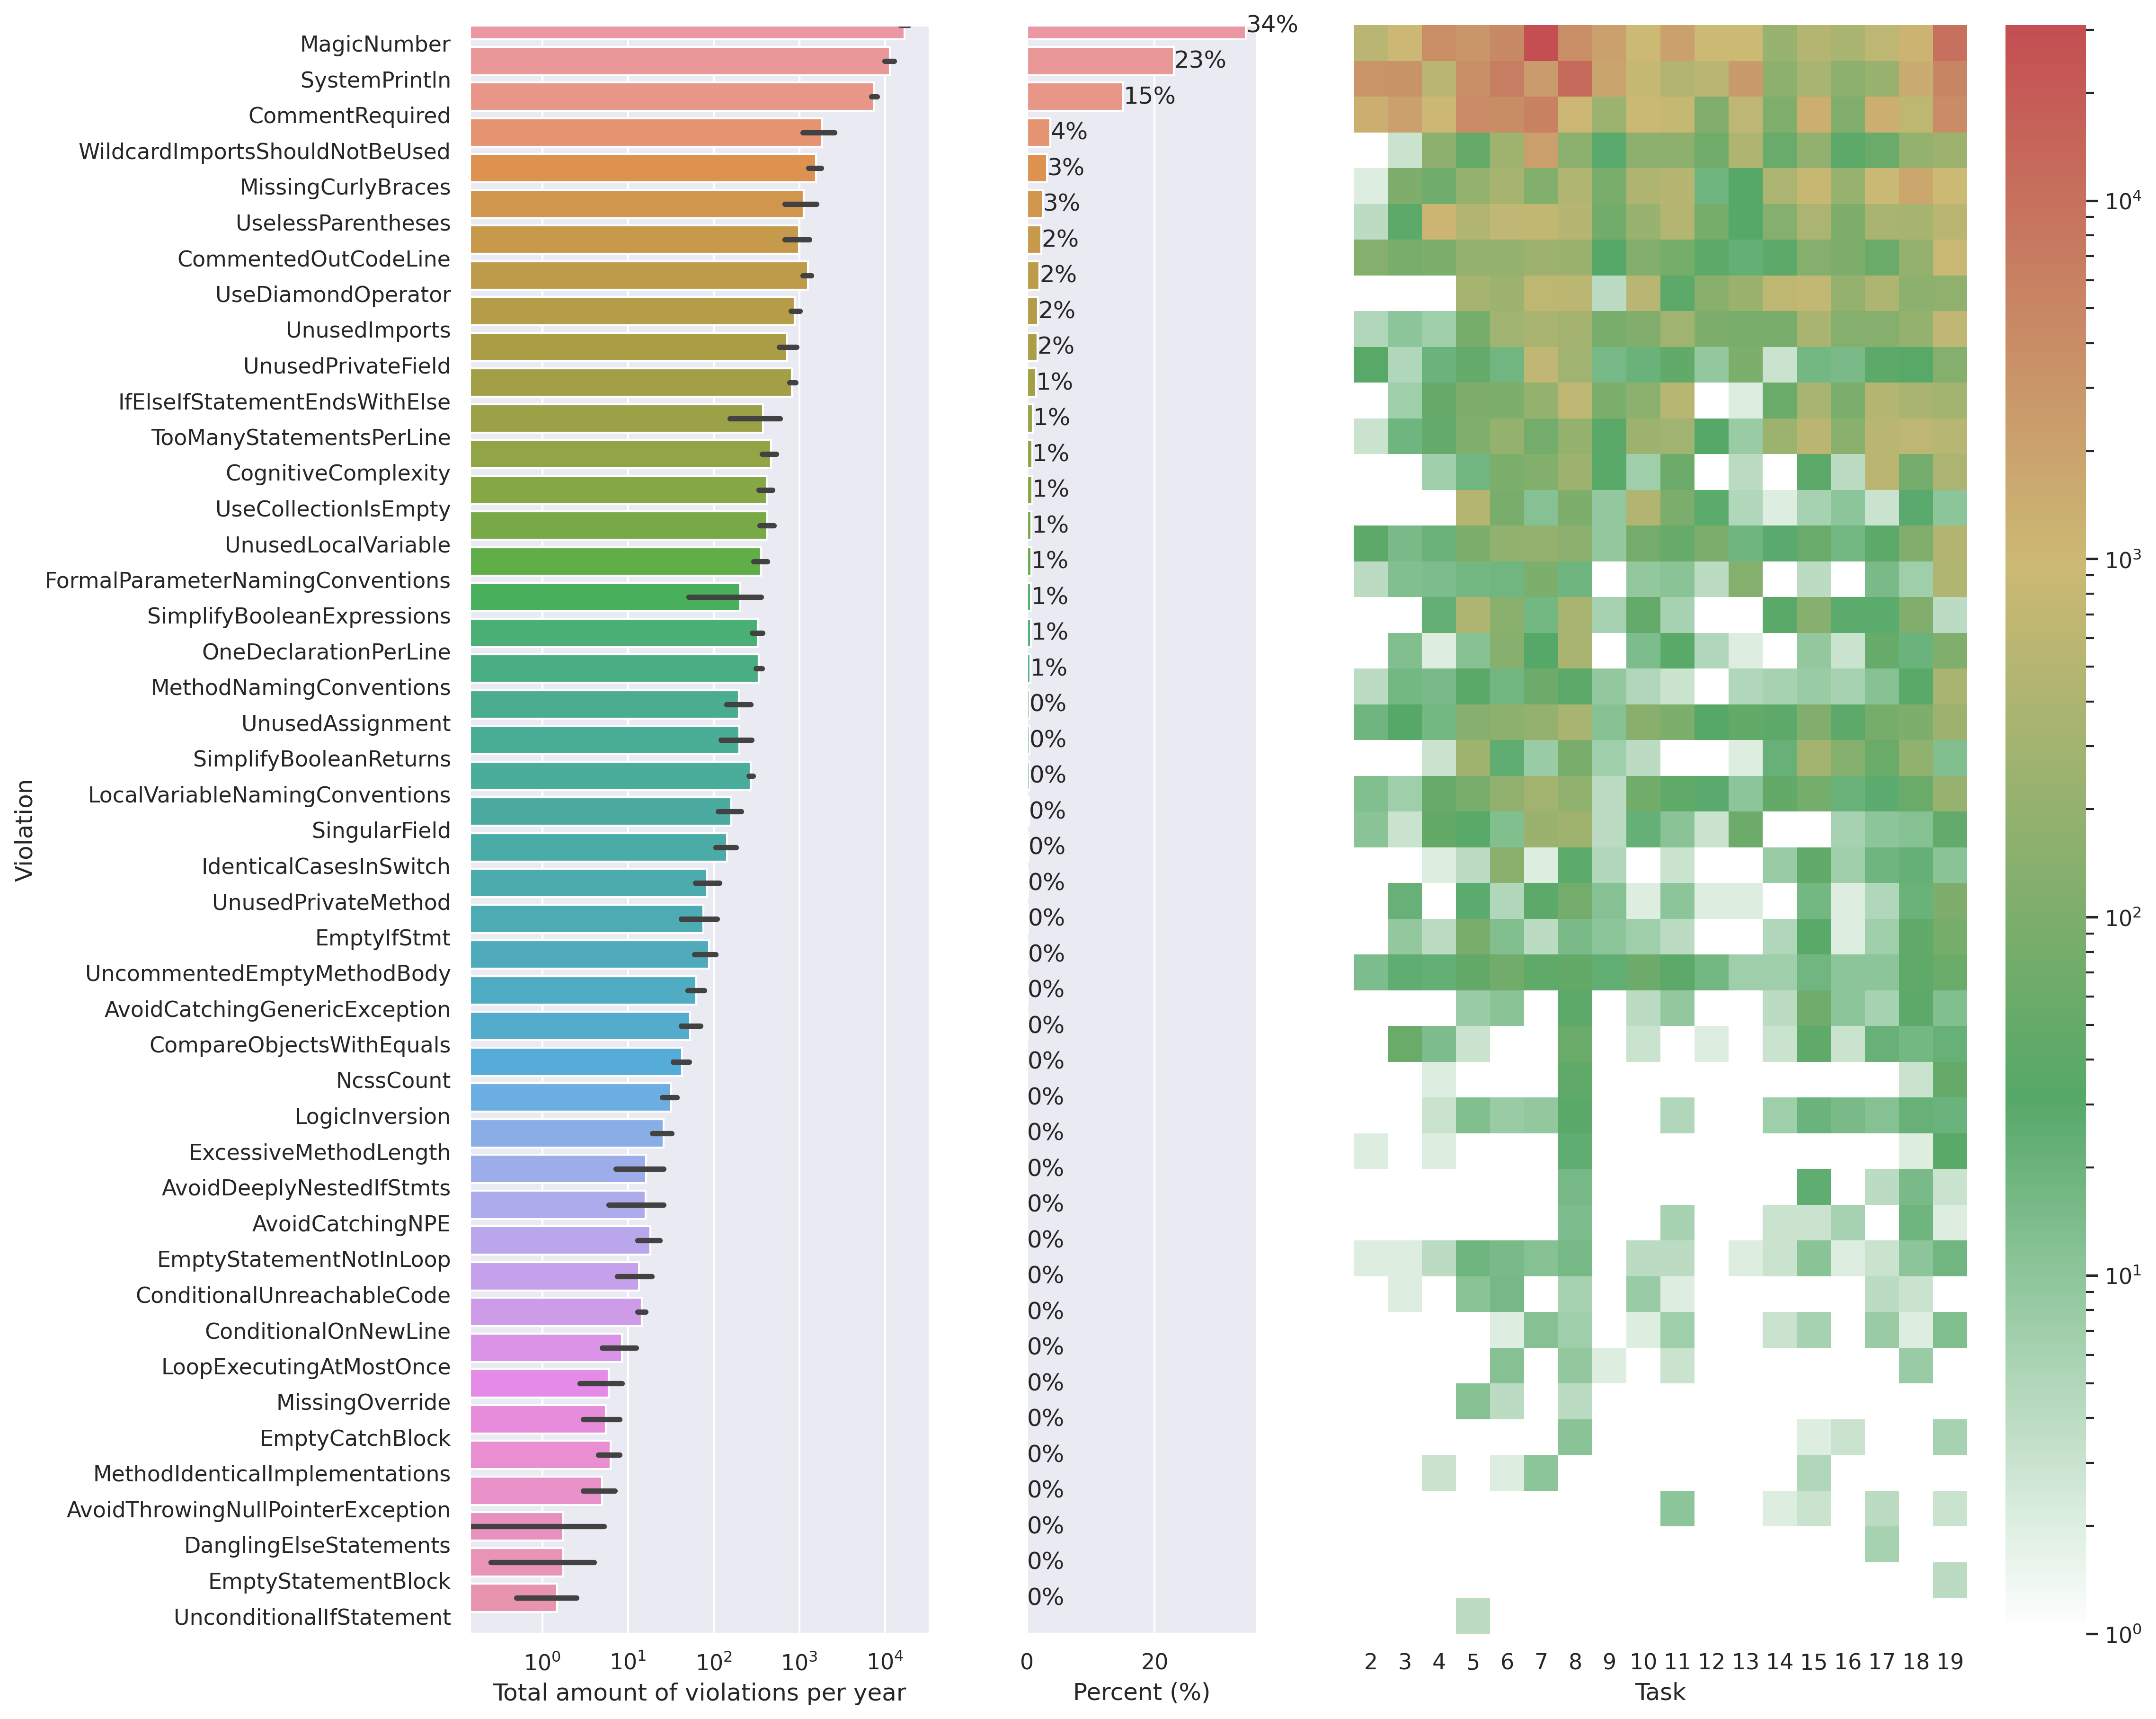 34%
MagicNumber
23%
SystemPrintln
15%
CommentRequired
4%
WildcardImportsShouldNotBeUsed
3%
MissingCurlyBraces
3%
UselessParentheses
2%
CommentedOutCodeLine
2%
UseDiamondOperator
2%
UnusedImports
2%
UnusedPrivateField
1%
IfElseIfStatementEndsWithElse
1%
TooManyStatementsPerLine
1%
CognitiveComplexity
1%
UseCollectionIsEmpty
1%
UnusedLocalVariable
1%
FormalParameterNamingConventions
1%
SimplifyBooleanExpressions
1%
OneDeclarationPerLine
1%
MethodNamingConventions
0%
UnusedAssignment
0%
SimplifyBooleanReturns
0%
LocalVariableNamingConventions
0%
SingularField
0%
IdenticalCasesInSwitch
0%
UnusedPrivateMethod
0%
EmptyIfStmt
0%
UncommentedEmptyMethodBody
0%
AvoidCatchingGenericException
0%
CompareObjectsWithEquals
0%
NcssCount
0%
LogicInversion
0%
ExcessiveMethodLength
0%
AvoidDeeplyNestedIfStmts
0%
AvoidCatchingNPE
0%
EmptyStatementNotInLoop
0%
ConditionalUnreachableCode
0%
ConditionalOnNewLine
0%
LoopExecutingAtMostOnce
0%
MissingOverride
0%
EmptyCatchBlock
0%
MethodIdenticalImplementations
0%
AvoidThrowingNullPointerException
0%
DanglingElseStatements
0%
EmptyStatementBlock
0%
UnconditionalIfStatement
Violation
10⁰ 10¹ 10² 10³ 10⁴
Total amount of violations per year
0 20
Percent (%)
2 3 4 5 6 7 8 9 10 11 12 13 14 15 16 17 18 19
Task
10⁴
10³
10²
10¹
10⁰